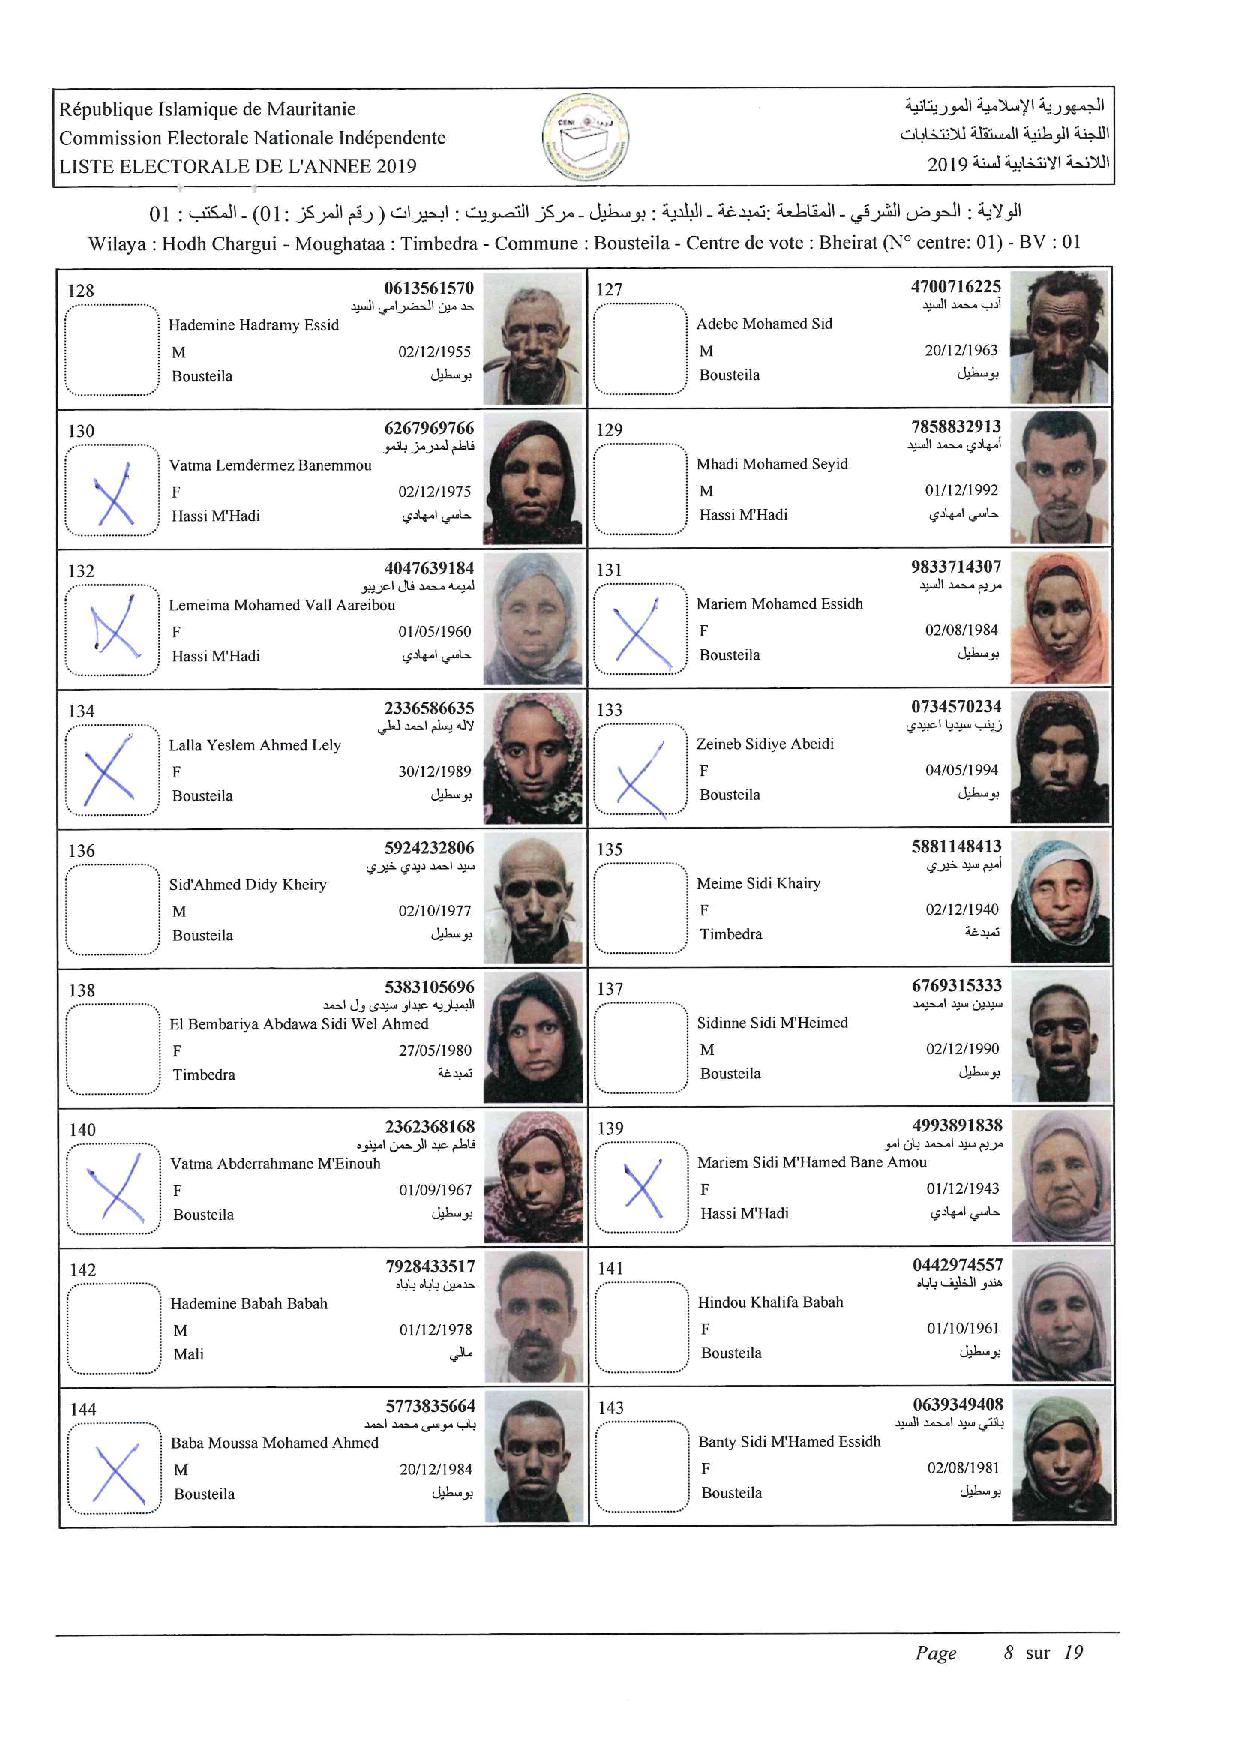 République Islamique de Mauritanie
Commission Electorale Nationale Indépendente
LISTE ELECTORALE DE L'ANNEE 2019
CENI
الجمهورية الإسلامية الموريتانية
اللجنة الوطنية المستقلة للانتخابات
اللائحة الانتخابية لسنة 2019
الولاية : الحوض الشرقي - المقاطعة: تمبدغة - البلدية : بوسطيل - مركز التصويت : ابحيرات ( رقم المركز :01) - المكتب : 01
Wilaya : Hodh Chargui - Moughataa : Timbedra - Commune : Bousteila - Centre de vote : Bheirat (N° centre: 01) - BV : 01
128 0613561570
حد مين الحضرامي السيد
Hademine Hadramy Essid
M 02/12/1955
Bousteila بوسطيل
127 4700716225
أدب محمد السيد
Adebe Mohamed Sid
M 20/12/1963
Bousteila بوسطيل
130 6267969766
فاطم لمدرمز بانمو
Vatma Lemdermez Banemmou
F 02/12/1975
Hassi M'Hadi حاسي امهادي
129 7858832913
أمهادي محمد السيد
Mhadi Mohamed Seyid
M 01/12/1992
Hassi M'Hadi حاسي امهادي
132 4047639184
لميمه محمد فال اعريبو
Lemeima Mohamed Vall Aareibou
F 01/05/1960
Hassi M'Hadi حاسي امهادي
131 9833714307
مريم محمد السيد
Mariem Mohamed Essidh
F 02/08/1984
Bousteila بوسطيل
134 2336586635
لاله يسلم احمد لعلي
Lalla Yeslem Ahmed Lely
F 30/12/1989
Bousteila بوسطيل
133 0734570234
زينب سيديا اعبيدي
Zeineb Sidiye Abeidi
F 04/05/1994
Bousteila بوسطيل
136 5924232806
سيد احمد ديدي خيري
Sid'Ahmed Didy Kheiry
M 02/10/1977
Bousteila بوسطيل
135 5881148413
أميم سيد خيري
Meime Sidi Khairy
F 02/12/1940
Timbedra تمبدغة
138 5383105696
البمباريه عبداو سيدي ول احمد
El Bembariya Abdawa Sidi Wel Ahmed
F 27/05/1980
Timbedra تمبدغة
137 6769315333
سيدين سيد امحيمد
Sidinne Sidi M'Heimed
M 02/12/1990
Bousteila بوسطيل
140 2362368168
فاطم عبد الرحمن امينوه
Vatma Abderrahmane M'Einouh
F 01/09/1967
Bousteila بوسطيل
139 4993891838
مريم سيد امحمد بان امو
Mariem Sidi M'Hamed Bane Amou
F 01/12/1943
Hassi M'Hadi حاسي امهادي
142 7928433517
حدمين باباه باباه
Hademine Babah Babah
M 01/12/1978
Mali مالي
141 0442974557
هندو الخليف باباه
Hindou Khalifa Babah
F 01/10/1961
Bousteila بوسطيل
144 5773835664
باب موسى محمد احمد
Baba Moussa Mohamed Ahmed
M 20/12/1984
Bousteila بوسطيل
143 0639349408
بانتي سيد امحمد السيد
Banty Sidi M'Hamed Essidh
F 02/08/1981
Bousteila بوسطيل
Page 8 sur 19